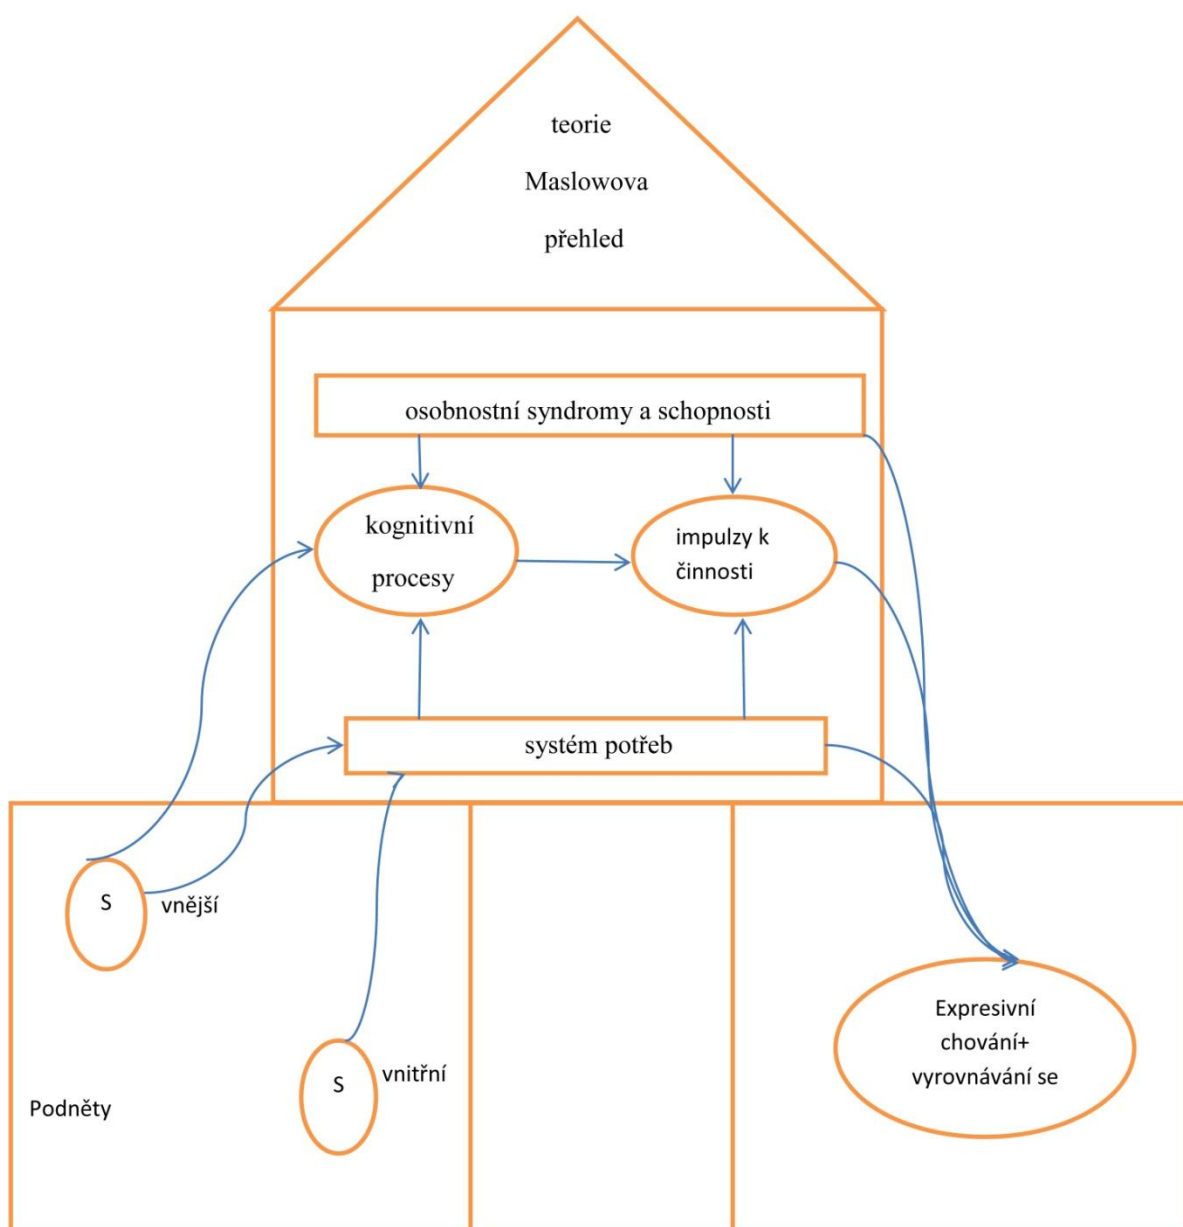 teorie
Maslowova
přehled
osobnostní syndromy a schopnosti
kognitivní
procesy
impulzy k
činnosti
systém potřeb
S
vnější
S
vnitřní
Podněty
Expresivní
chování+
vyrovnávání se